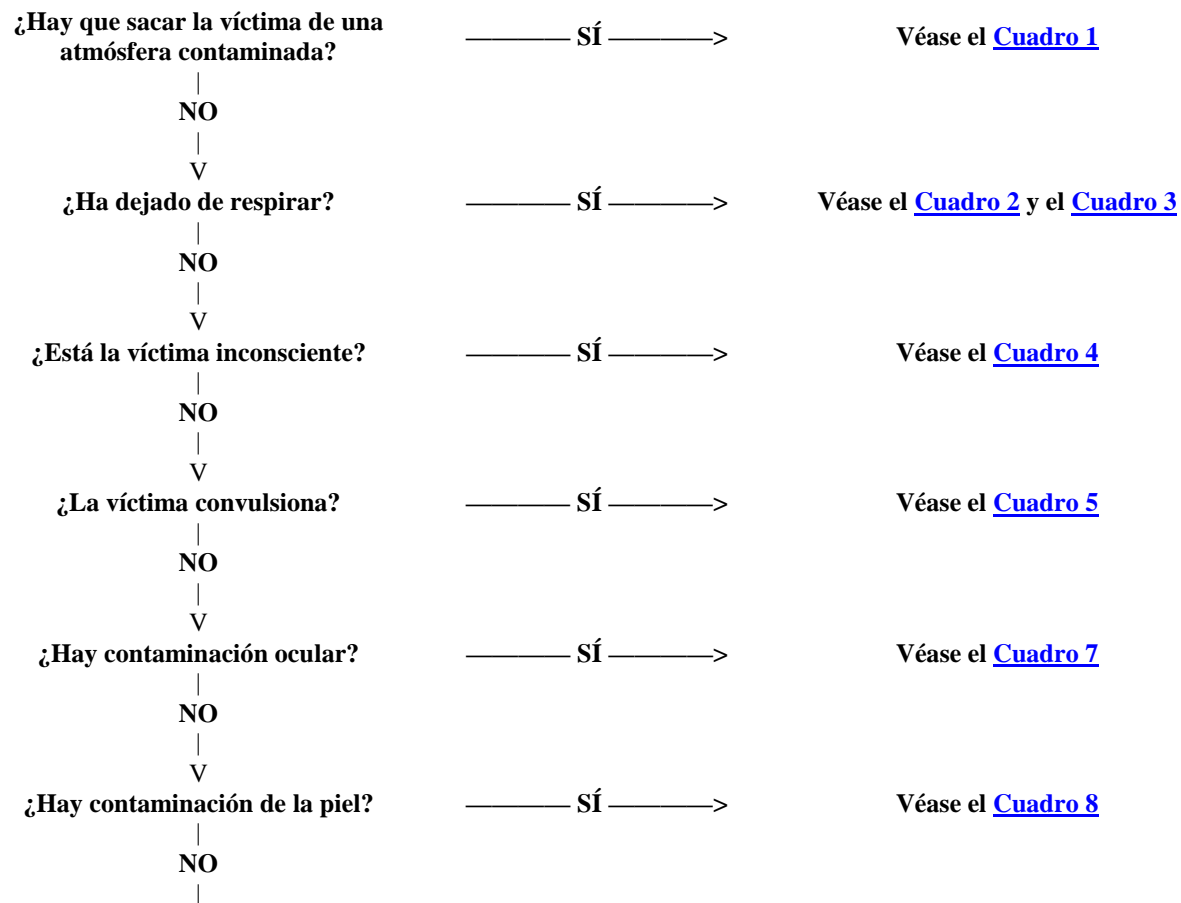 ¿Hay que sacar la víctima de una
atmósfera contaminada?
———— SÍ ————>
Véase el Cuadro 1
|
NO
|
V
¿Ha dejado de respirar?
———— SÍ ————>
Véase el Cuadro 2 y el Cuadro 3
|
NO
|
V
¿Está la víctima inconsciente?
———— SÍ ————>
Véase el Cuadro 4
|
NO
|
V
¿La víctima convulsiona?
———— SÍ ————>
Véase el Cuadro 5
|
NO
|
V
¿Hay contaminación ocular?
———— SÍ ————>
Véase el Cuadro 7
|
NO
|
V
¿Hay contaminación de la piel?
———— SÍ ————>
Véase el Cuadro 8
|
NO
|